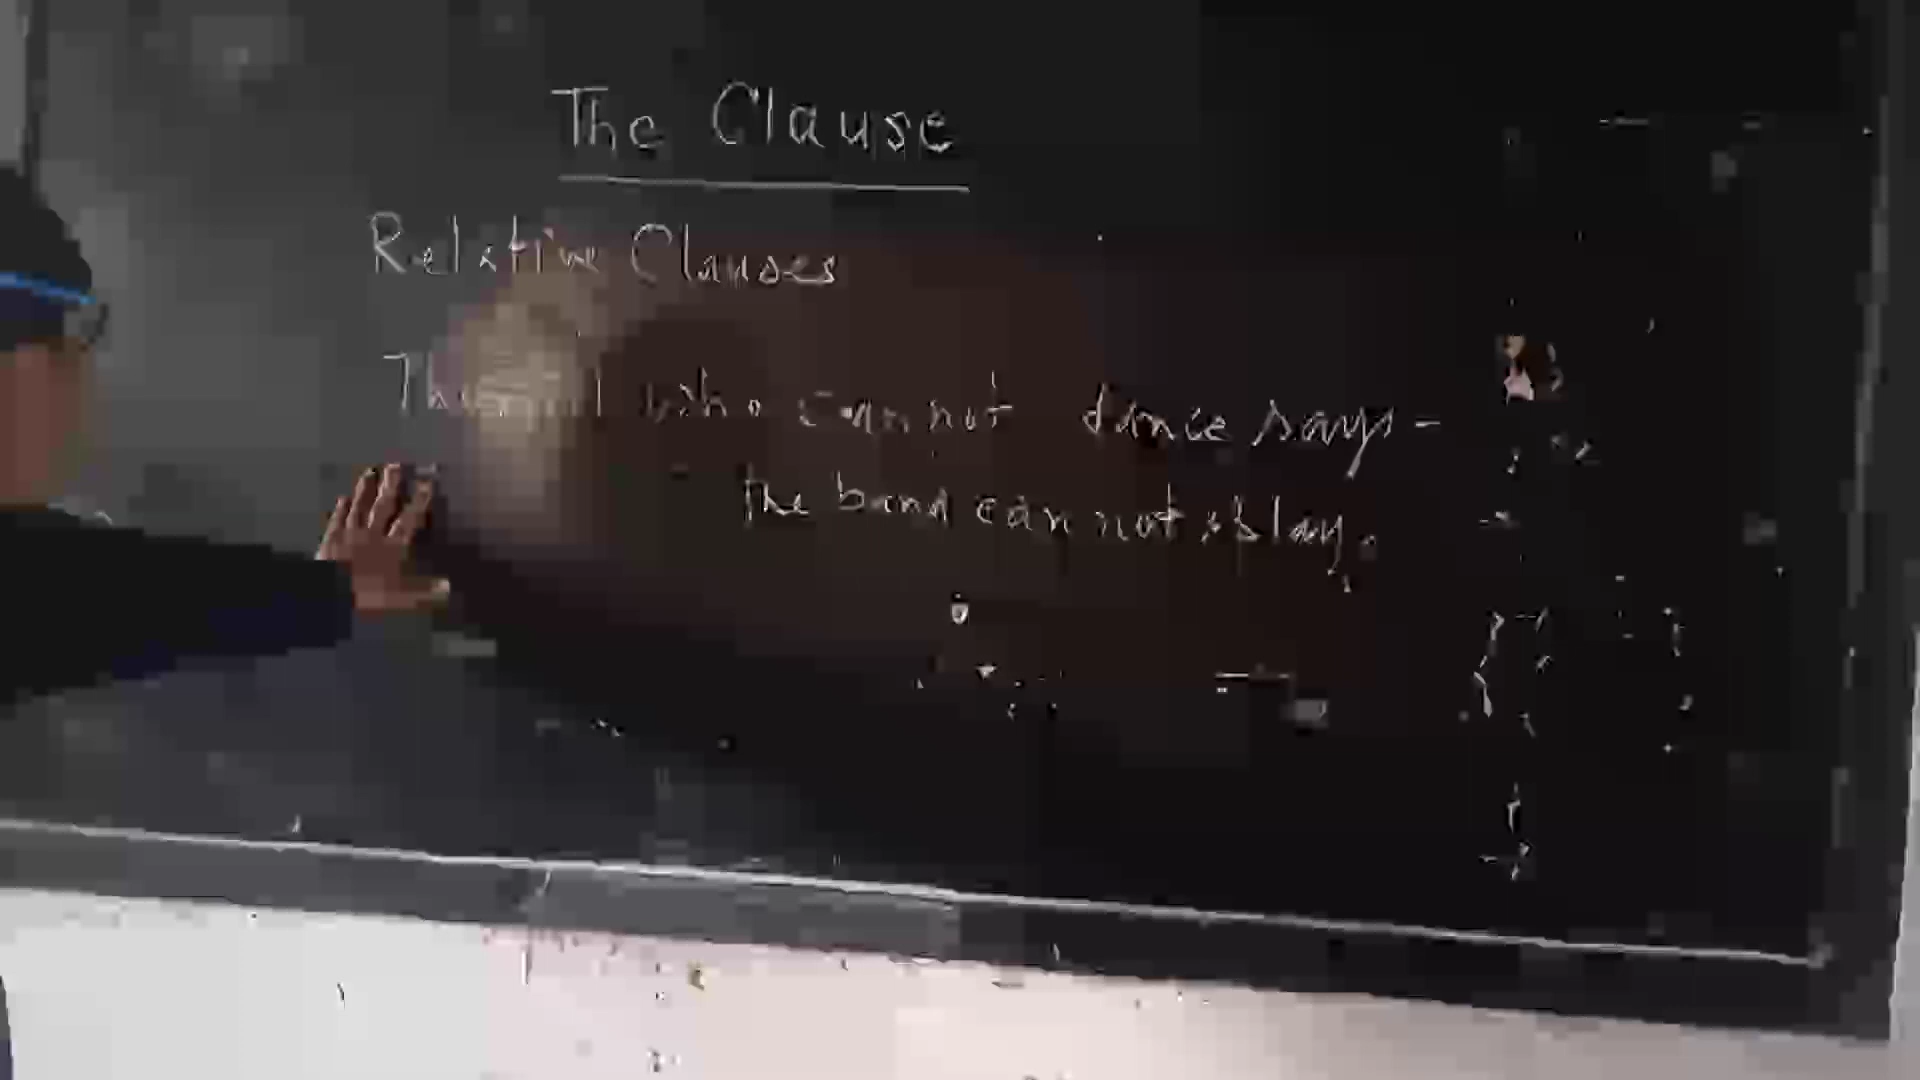 The Clause
Relative Clauses
The girl who cannot dance says -
the band cannot play.